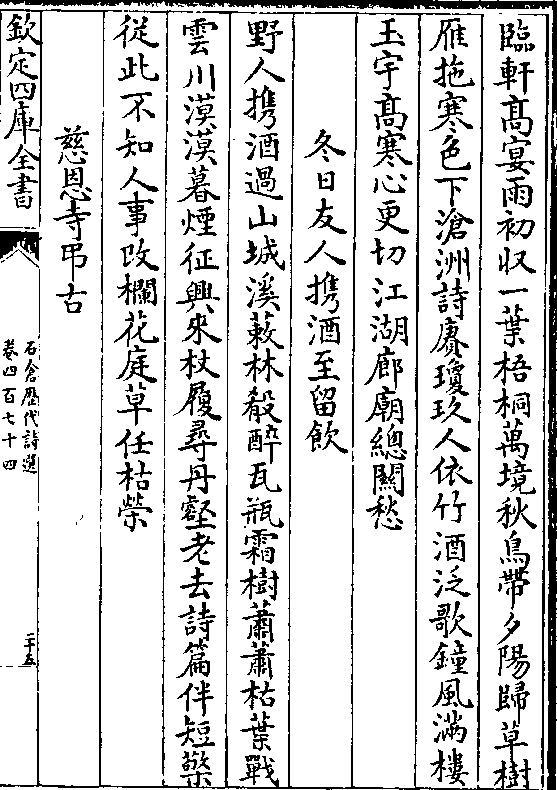 臨軒髙宴雨初収一葉梧桐萬境秋鳥帶夕陽歸草樹
雁拖寒色下滄洲詩賡瓊玖人依竹酒泛歌鐘風滿樓
玉宇髙寒心更切江湖廊廟總關愁
冬日友人携酒至留飲
野人携酒過山城溪蔌林殽醉瓦瓶霜樹蕭蕭枯葉戰
雲川漠漠暮煙征興來杖履尋丹壑老去詩篇伴短檠
從此不知人事改欄花庭草任枯榮
慈恩寺弔古
欽定四庫全書
石倉歴代詩選
卷四百七十四
二十五